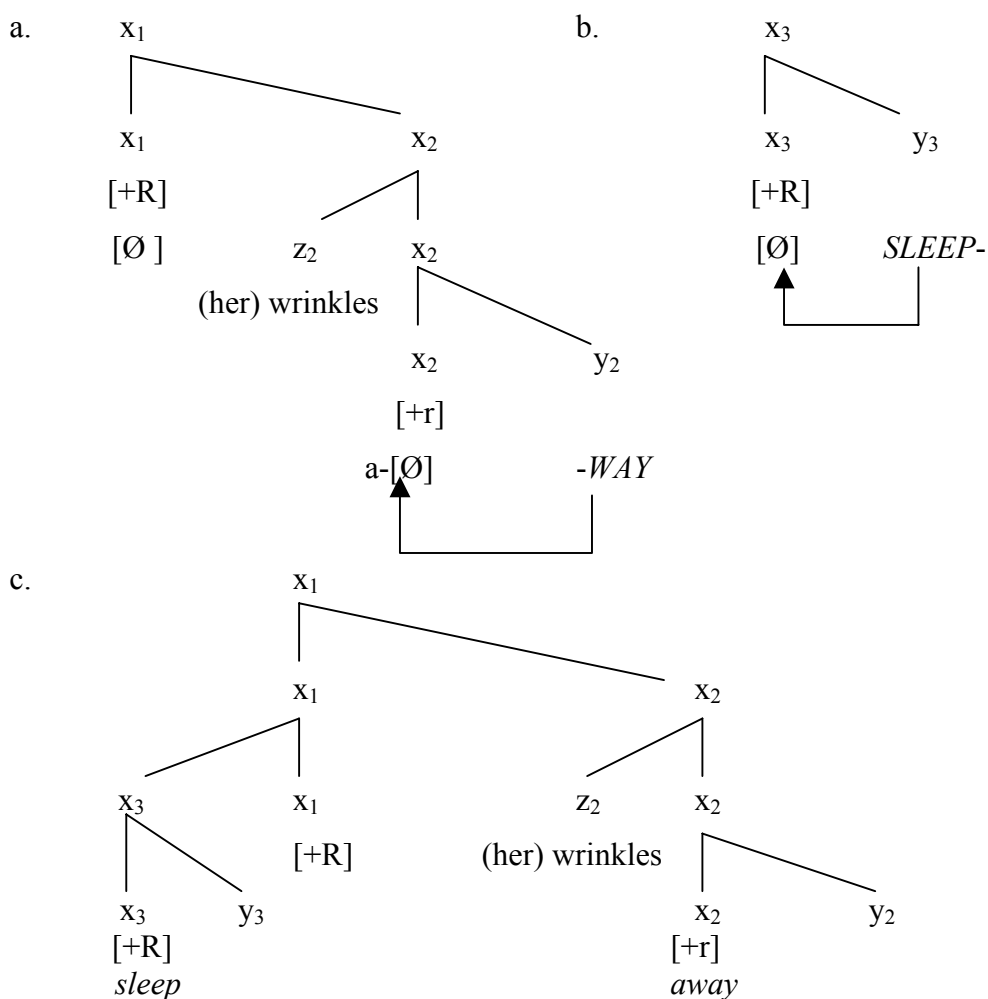 a. x₁ b. x₃
x₁ x₂ x₃ y₃
[+R] [+R]
[Ø ] z₂ x₂ [Ø] SLEEP-
(her) wrinkles
x₂ y₂
[+r]
a-[Ø] -WAY
c. x₁
x₁ x₂
x₃ x₁ z₂ x₂
[+R] (her) wrinkles
x₃ y₃ x₂ y₂
[+R] [+r]
sleep away